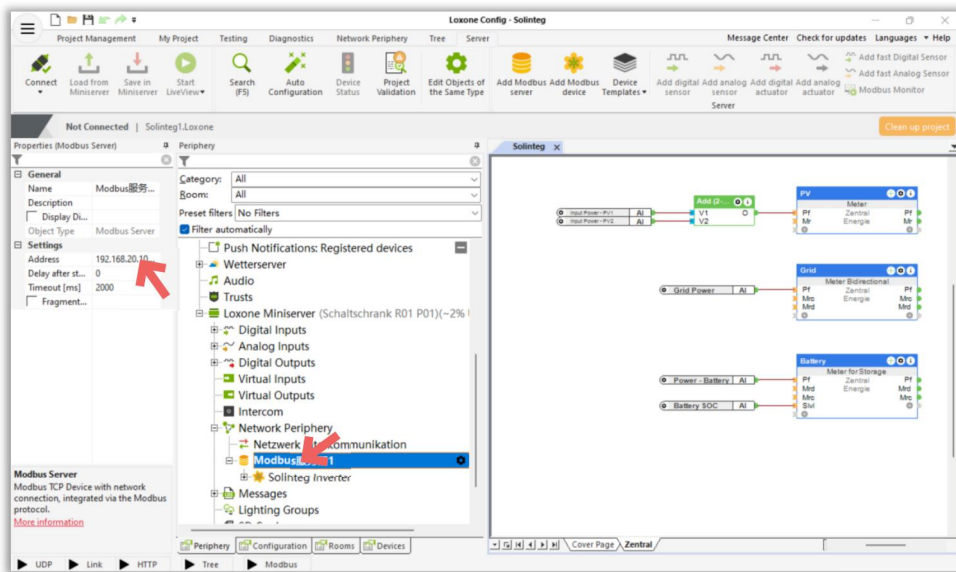 Loxone Config - Solinteg
Project Management My Project Testing Diagnostics Network Periphery Tree Server
Message Center Check for updates Languages Help
Connect
Load from Miniserver
Save in Miniserver
Start LiveView
Search (F5)
Auto Configuration
Device Status
Project Validation
Edit Objects of the Same Type
Add Modbus server
Add Modbus device
Device Templates
Add digital sensor
Add analog sensor
Add digital actuator
Add analog actuator
Add fast Digital Sensor
Add fast Analog Sensor
Modbus Monitor
Server
Not Connected | Solinteg1.Loxone
Clean up project
Properties (Modbus Server)
General
Name Modbus服务...
Description
Display Di...
Object Type Modbus Server
Settings
Address 192.168.20.10...
Delay after st... 0
Timeout [ms] 2000
Fragment...
Modbus Server
Modbus TCP Device with network
connection, integrated via the Modbus
protocol.
More information
Periphery
Category: All
Room: All
Preset filters No Filters
Filter automatically
Push Notifications: Registered devices
Wetterserver
Audio
Trusts
Loxone Miniserver (Schaltschrank R01 P01)(~2%
Digital Inputs
Analog Inputs
Digital Outputs
Virtual Inputs
Virtual Outputs
Intercom
Network Periphery
Netzwerk kommunikation
Modbus 1
Solinteg Inverter
Messages
Lighting Groups
Periphery Configuration Rooms Devices
Solinteg
Input Power - PV1 AI
Input Power - PV2 AI
Add (2-...
V1 O
V2
PV
Meter
Pf Zentral Pf
Mr Energie Mr
Grid Power AI
Grid
Meter Bidirectional
Pf Zentral Pf
Mrc Energie Mrc
Mrd Mrd
Power - Battery AI
Battery SOC AI
Battery
Meter for Storage
Pf Zentral Pf
Mrd Energie Mrd
Mrc Mrc
Slvl
Cover Page Zentral
UDP Link HTTP Tree Modbus